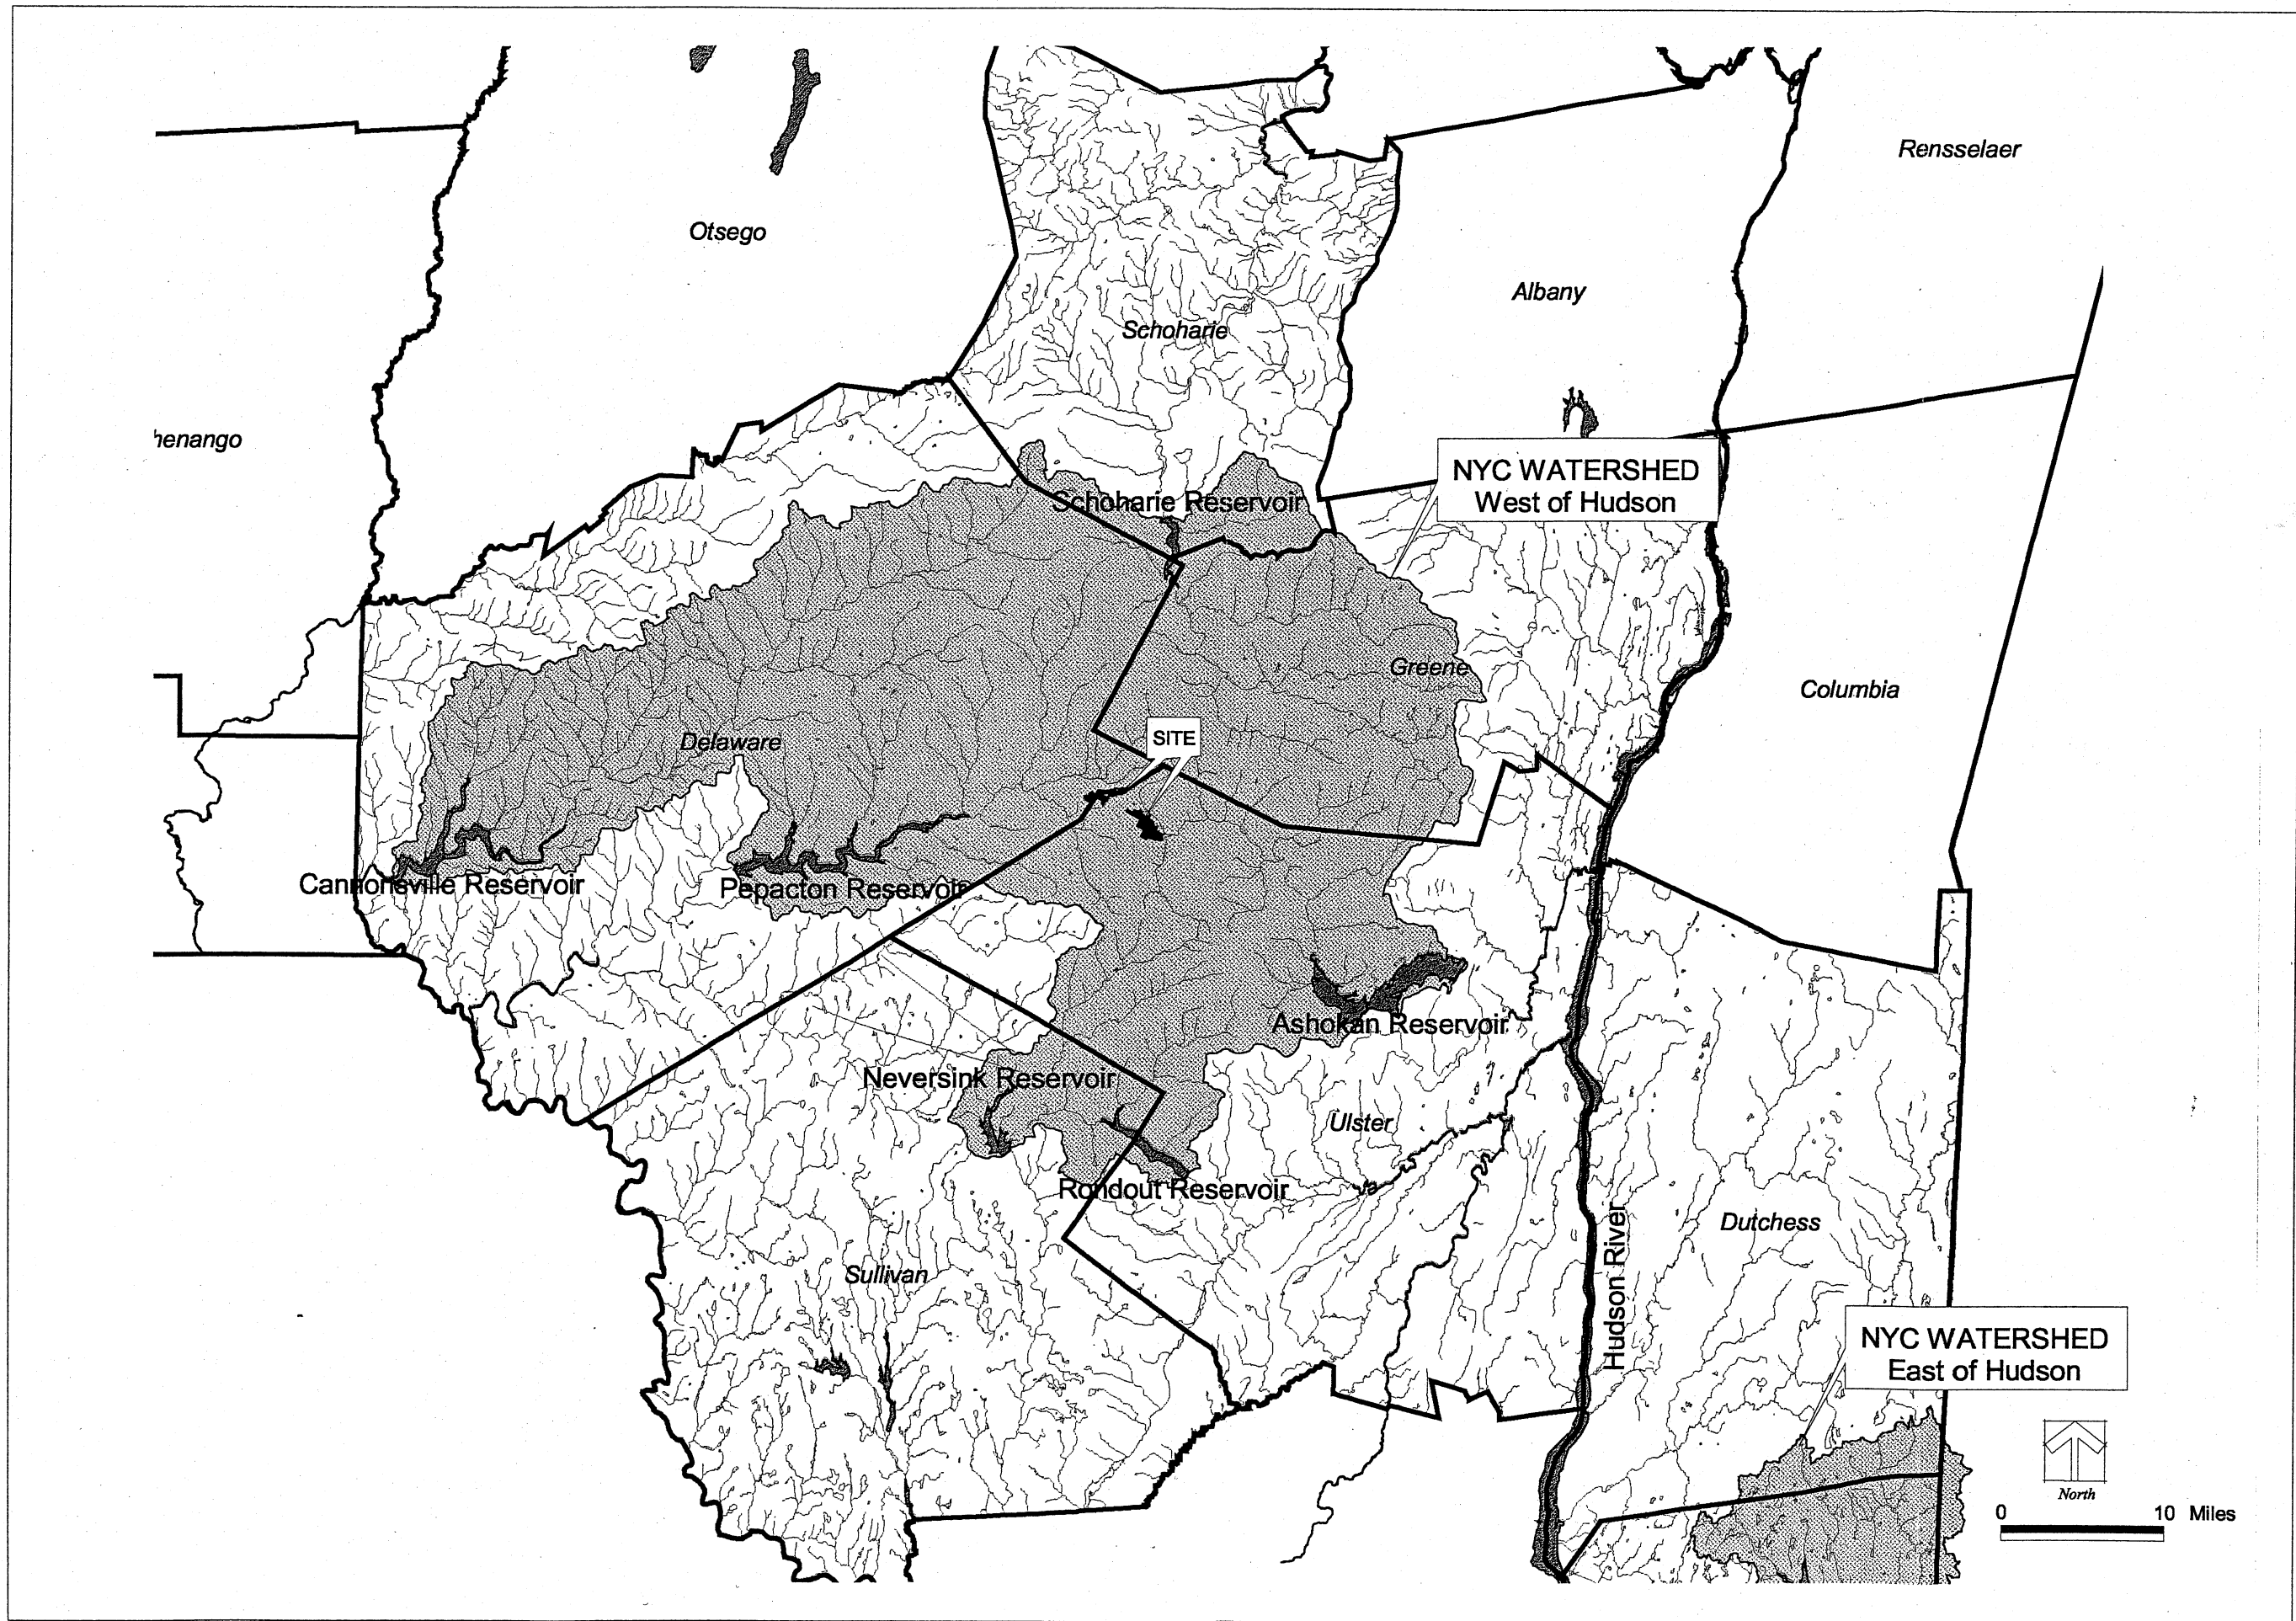 Rensselaer
Otsego
Albany
Schoharie
henango
NYC WATERSHED
West of Hudson
Schoharie Reservoir
Greene
Columbia
Delaware
SITE
Cannonsville Reservoir
Pepacton Reservoir
Ashokan Reservoir
Neversink Reservoir
Ulster
Rondout Reservoir
Dutchess
Hudson River
Sullivan
NYC WATERSHED
East of Hudson
North
0 10 Miles